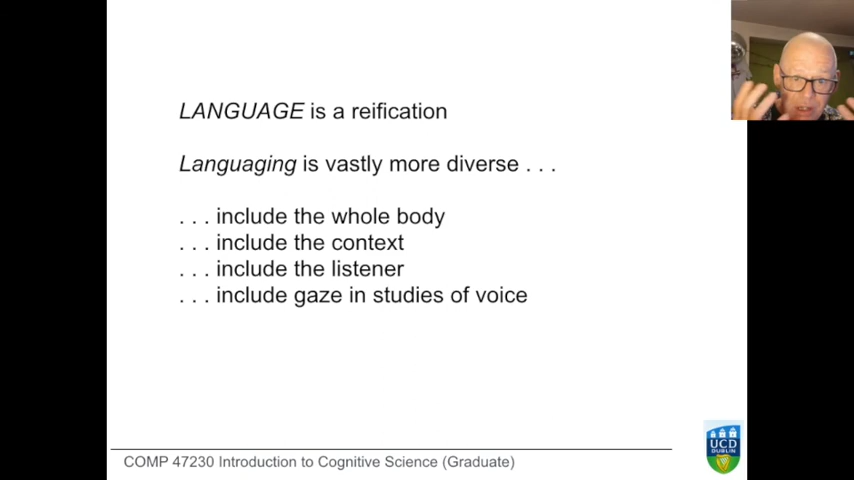 LANGUAGE is a reification
Languaging is vastly more diverse . . .
. . . include the whole body
. . . include the context
. . . include the listener
. . . include gaze in studies of voice
COMP 47230 Introduction to Cognitive Science (Graduate)
UCD
DUBLIN